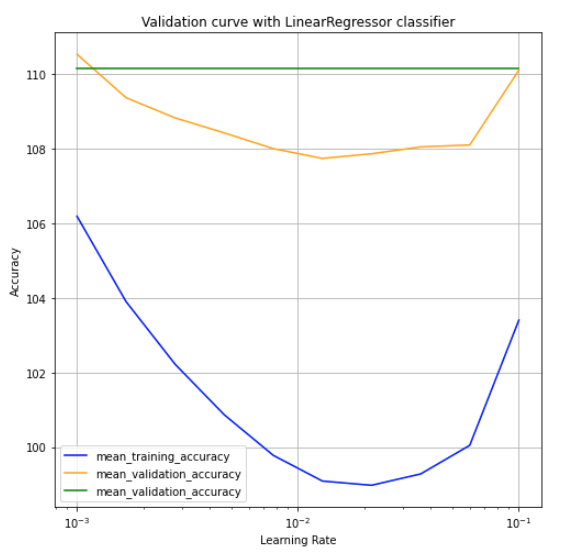 Validation curve with LinearRegressor classifier
Accuracy
110
108
106
104
102
100
mean_training_accuracy
mean_validation_accuracy
mean_validation_accuracy
10⁻³
10⁻²
10⁻¹
Learning Rate